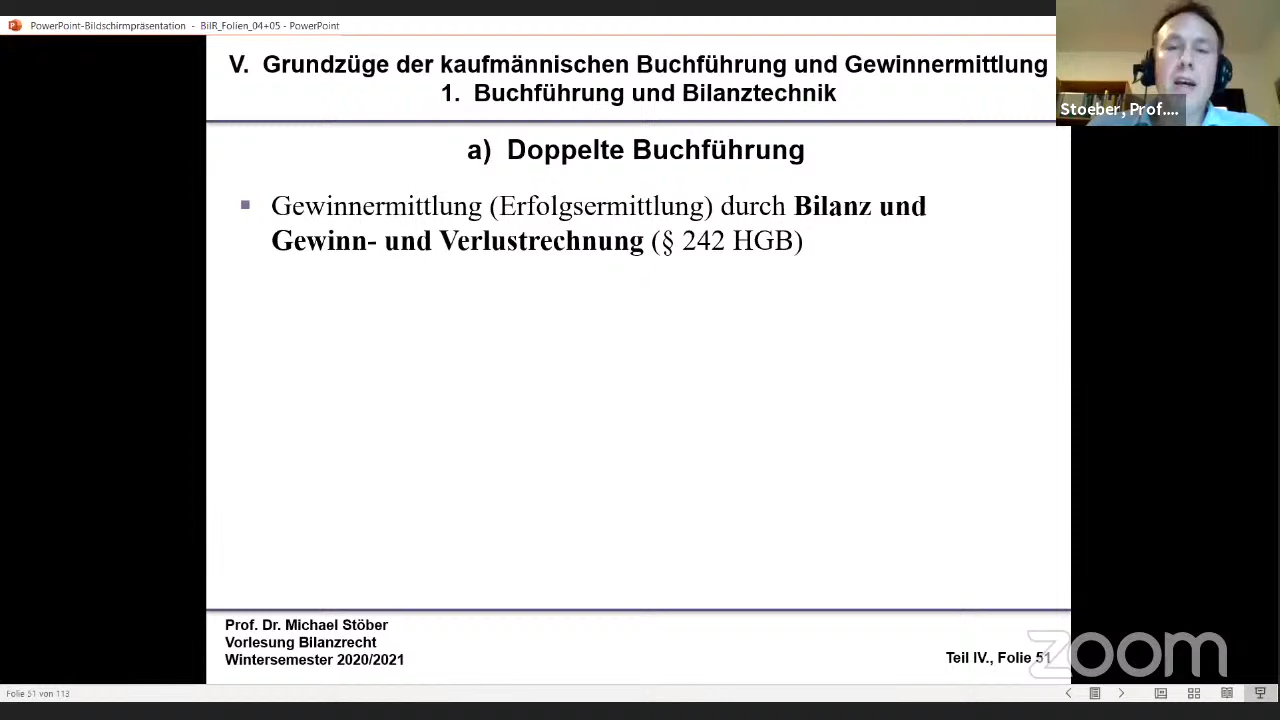 PowerPoint-Bildschirmpräsentation - BilR_Folien_04+05 - PowerPoint
V. Grundzüge der kaufmännischen Buchführung und Gewinnermittlung
1. Buchführung und Bilanztechnik
Stoeber, Prof....
a) Doppelte Buchführung
Gewinnermittlung (Erfolgsermittlung) durch Bilanz und
Gewinn- und Verlustrechnung (§ 242 HGB)
Prof. Dr. Michael Stöber
Vorlesung Bilanzrecht
Wintersemester 2020/2021
Teil IV., Folie 51
zoom
Folie 51 von 113